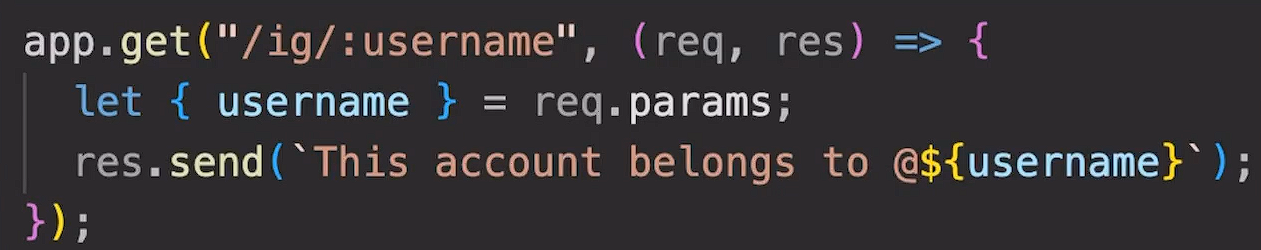 app.get("/ig/:username", (req, res) => {
  let { username } = req.params;
  res.send(`This account belongs to @${username}`);
});